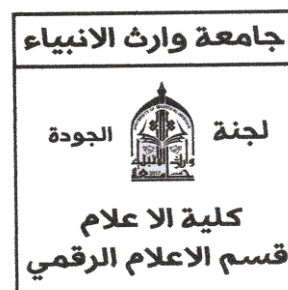 جامعة وارث الانبياء
لجنة الجودة
كلية الا علام
قسم الاعلام الرقمي